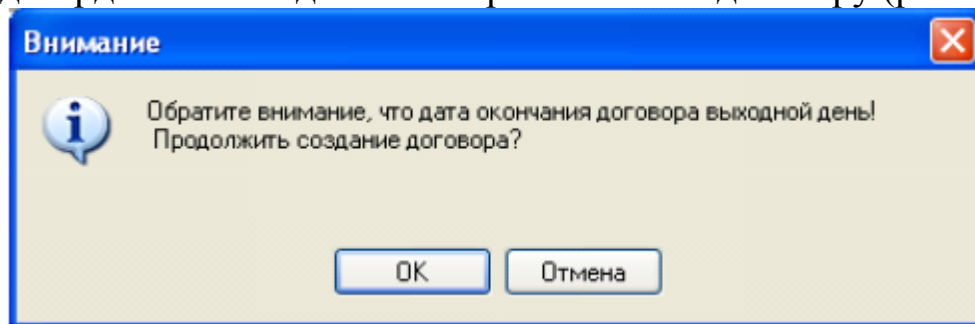 Внимание
Обратите внимание, что дата окончания договора выходной день!
Продолжить создание договора?
OK
Отмена